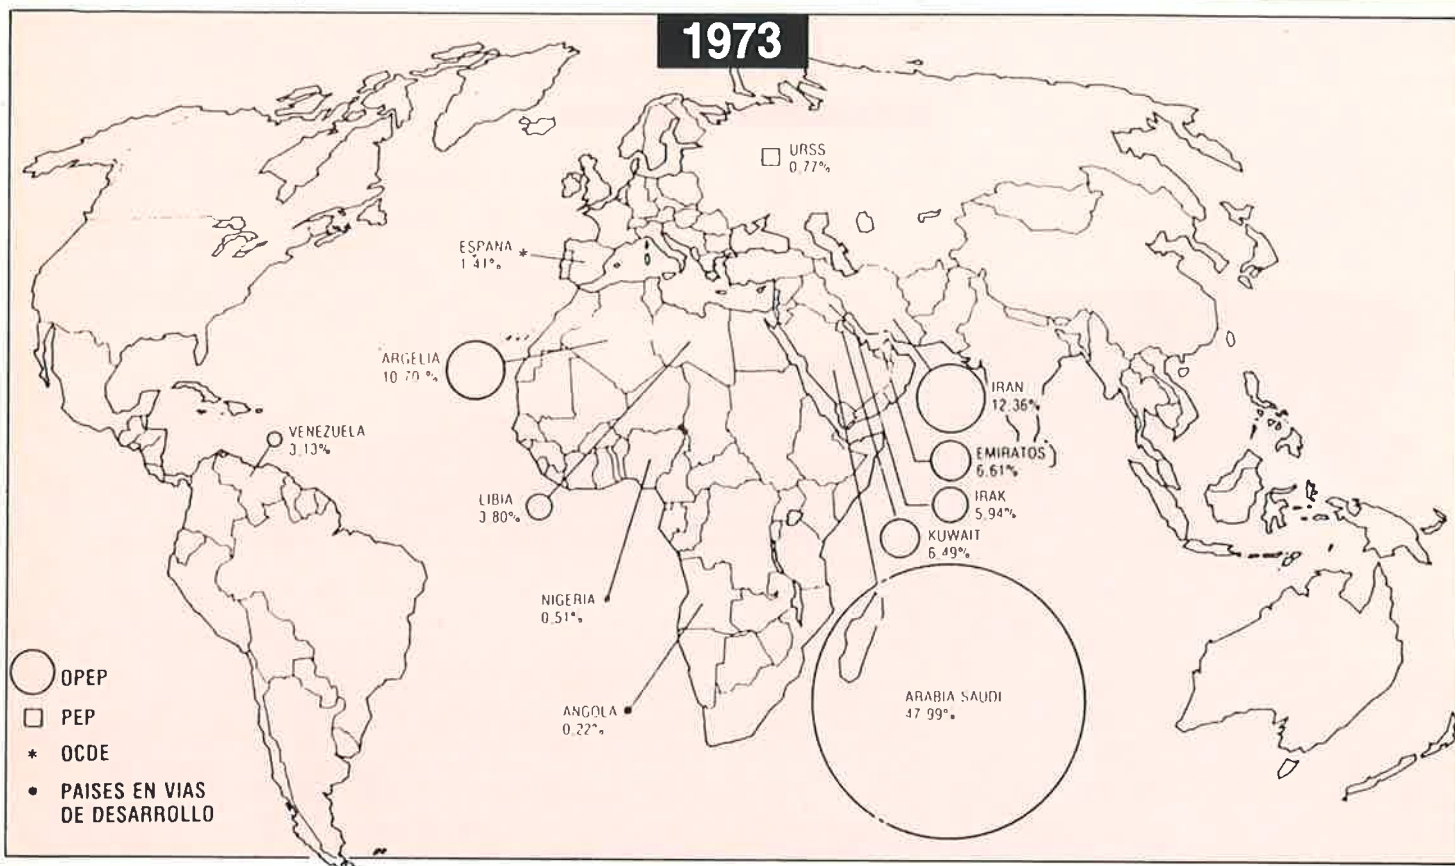 1973
URSS
0.77%
ESPANA *
1.41%
ARGELIA
10.70 %
IRAN
12.36%
VENEZUELA
3.13%
EMIRATOS
6.61%
LIBIA
3.80%
IRAK
5.94%
KUWAIT
6.49%
NIGERIA
0.51%
ANGOLA
0.22%
ARABIA SAUDI
47.99%
OPEP
PEP
* OCDE
• PAISES EN VIAS
DE DESARROLLO